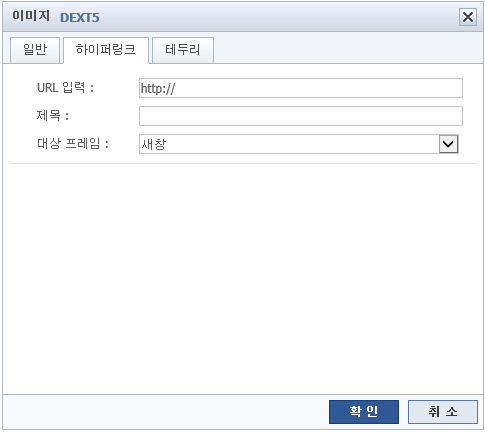 이미지 DEXT5
일반 하이퍼링크 테두리
URL 입력 : http://
제목 :
대상 프레임 : 새창
확 인 취 소